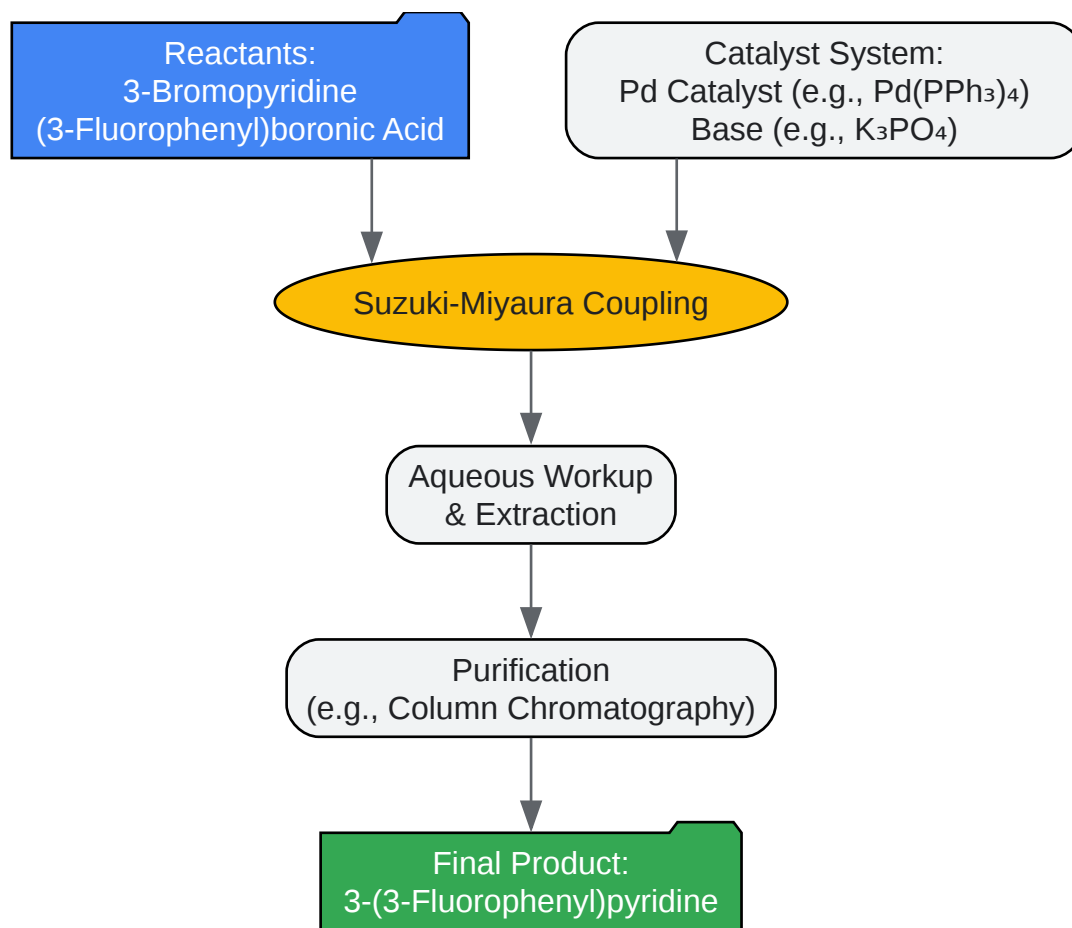 Reactants:
3-Bromopyridine
(3-Fluorophenyl)boronic Acid
Catalyst System:
Pd Catalyst (e.g., Pd(PPh₃)₄)
Base (e.g., K₃PO₄)
Suzuki-Miyaura Coupling
Aqueous Workup
& Extraction
Purification
(e.g., Column Chromatography)
Final Product:
3-(3-Fluorophenyl)pyridine